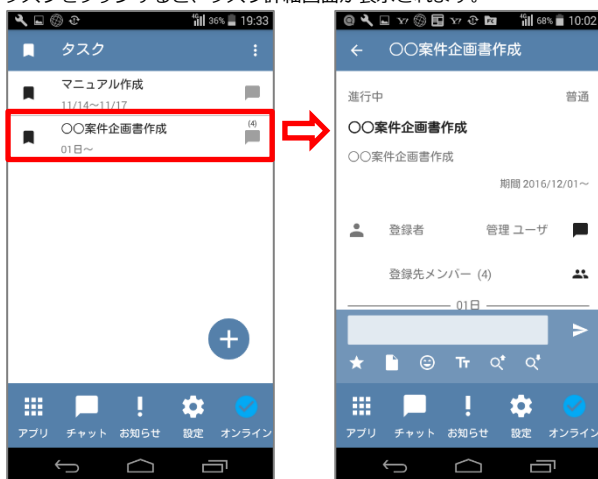 36% 19:33
タスク
マニュアル作成
11/14～11/17
〇〇案件企画書作成
(4)
01日～
アプリ チャット お知らせ 設定 オンライン
68% 10:02
〇〇案件企画書作成
進行中 普通
〇〇案件企画書作成
〇〇案件企画書作成
期間 2016/12/01～
登録者 管理 ユーザ
登録先メンバー (4)
01日
アプリ チャット お知らせ 設定 オンライン